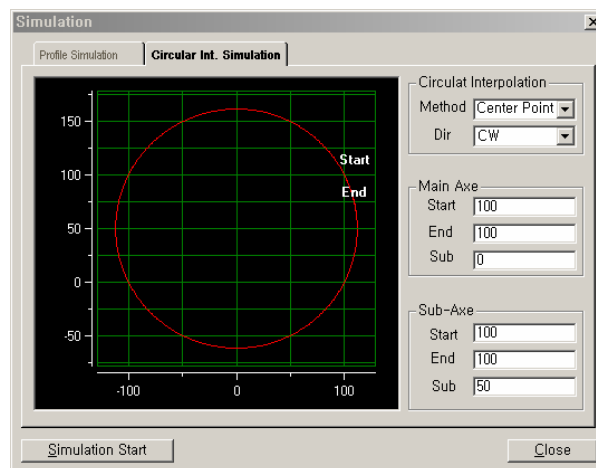 Simulation
Profile Simulation
Circular Int. Simulation
150
100
50
0
-50
-100
0
100
Start
End
Circulat Interpolation
Method
Center Point
Dir
CW
Main Axe
Start
100
End
100
Sub
0
Sub-Axe
Start
100
End
100
Sub
50
Simulation Start
Close